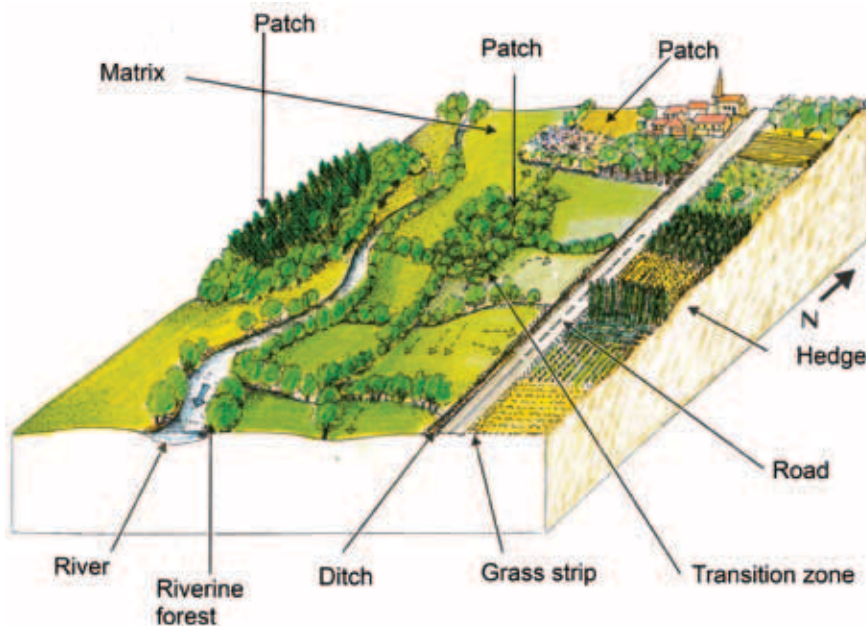 Patch
Patch
Patch
Matrix
N
Hedge
Road
River
Riverine
forest
Ditch
Grass strip
Transition zone